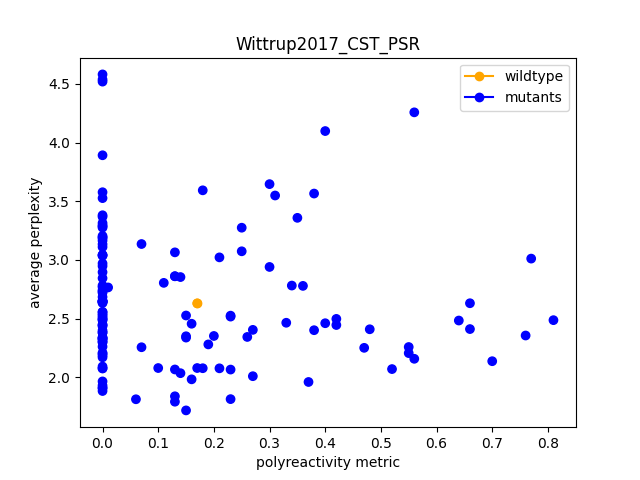 Wittrup2017_CST_PSR
wildtype
mutants
4.5
4.0
3.5
3.0
2.5
2.0
average perplexity
0.0 0.1 0.2 0.3 0.4 0.5 0.6 0.7 0.8
polyreactivity metric